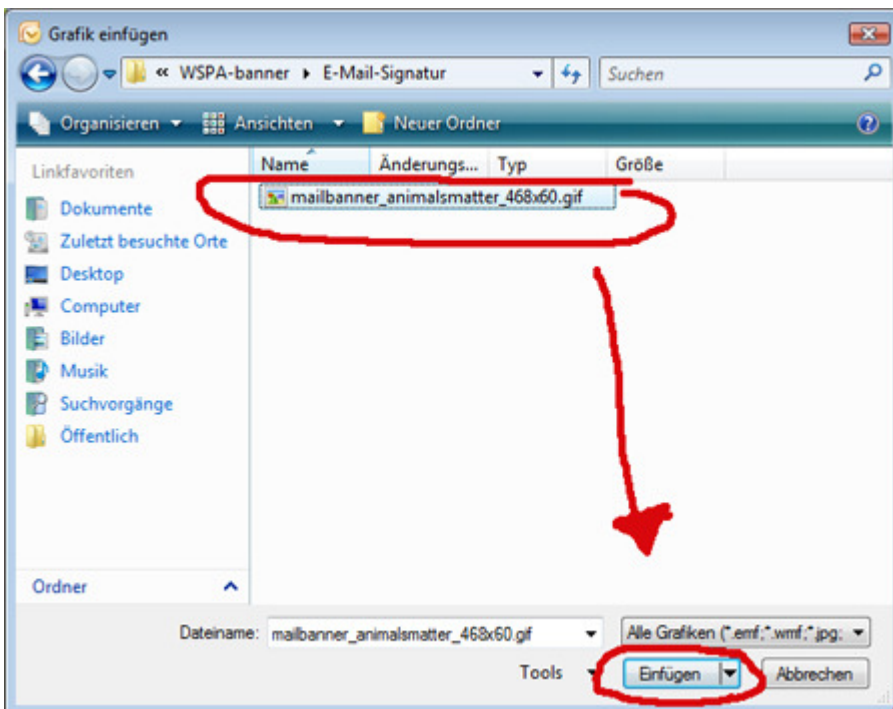 Grafik einfügen
« WSPA-banner ▸ E-Mail-Signatur
Suchen
Organisieren Ansichten Neuer Ordner
Linkfavoriten
Name Änderungs... Typ Größe
mailbanner_animalsmatter_468x60.gif
Dokumente
Zuletzt besuchte Orte
Desktop
Computer
Bilder
Musik
Suchvorgänge
Öffentlich
Ordner
Dateiname: mailbanner_animalsmatter_468x60.gif Alle Grafiken (*.emf;*.wmf;*.jpg;
Tools Einfügen Abbrechen